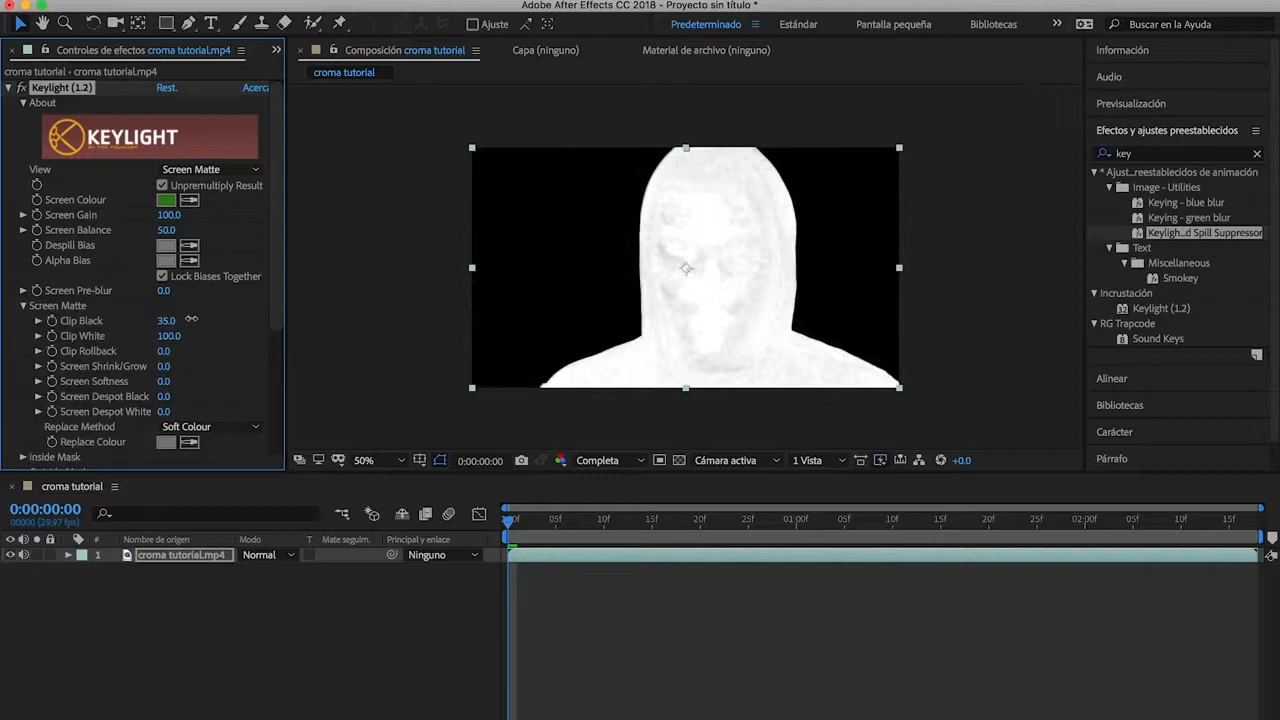 Adobe After Effects CC 2018 - Proyecto sin título *
Ajuste
Predeterminado
Estándar
Pantalla pequeña
Bibliotecas
Buscar en la Ayuda
Controles de efectos croma tutorial.mp4
croma tutorial • croma tutorial.mp4
fx Keylight (1.2) Rest. Acerca
About
KEYLIGHT
View Screen Matte
Unpremultiply Result
Screen Colour
Screen Gain 100.0
Screen Balance 50.0
Despill Bias
Alpha Bias
Lock Biases Together
Screen Pre-blur 0.0
Screen Matte
Clip Black 35.0
Clip White 100.0
Clip Rollback 0.0
Screen Shrink/Grow 0.0
Screen Softness 0.0
Screen Despot Black 0.0
Screen Despot White 0.0
Replace Method Soft Colour
Replace Colour
Inside Mask
Composición croma tutorial
Capa (ninguno)
Material de archivo (ninguno)
croma tutorial
50% 0:00:00:00 Completa Cámara activa 1 Vista +0.0
Información
Audio
Previsualización
Efectos y ajustes preestablecidos
key
* Ajust...reestablecidos de animación
Image - Utilities
Keying - blue blur
Keying - green blur
Keyligh...d Spill Suppressor
Text
Miscellaneous
Smokey
Incrustación
Keylight (1.2)
RG Trapcode
Sound Keys
Alinear
Bibliotecas
Carácter
Párrafo
croma tutorial
0:00:00:00
00000 (29.97 fps)
# Nombre de origen Modo T Mate seguim. Principal y enlace
1 croma tutorial.mp4 Normal Ninguno
05f 10f 15f 20f 25f 01:00f 05f 10f 15f 20f 25f 02:00f 05f 10f 15f